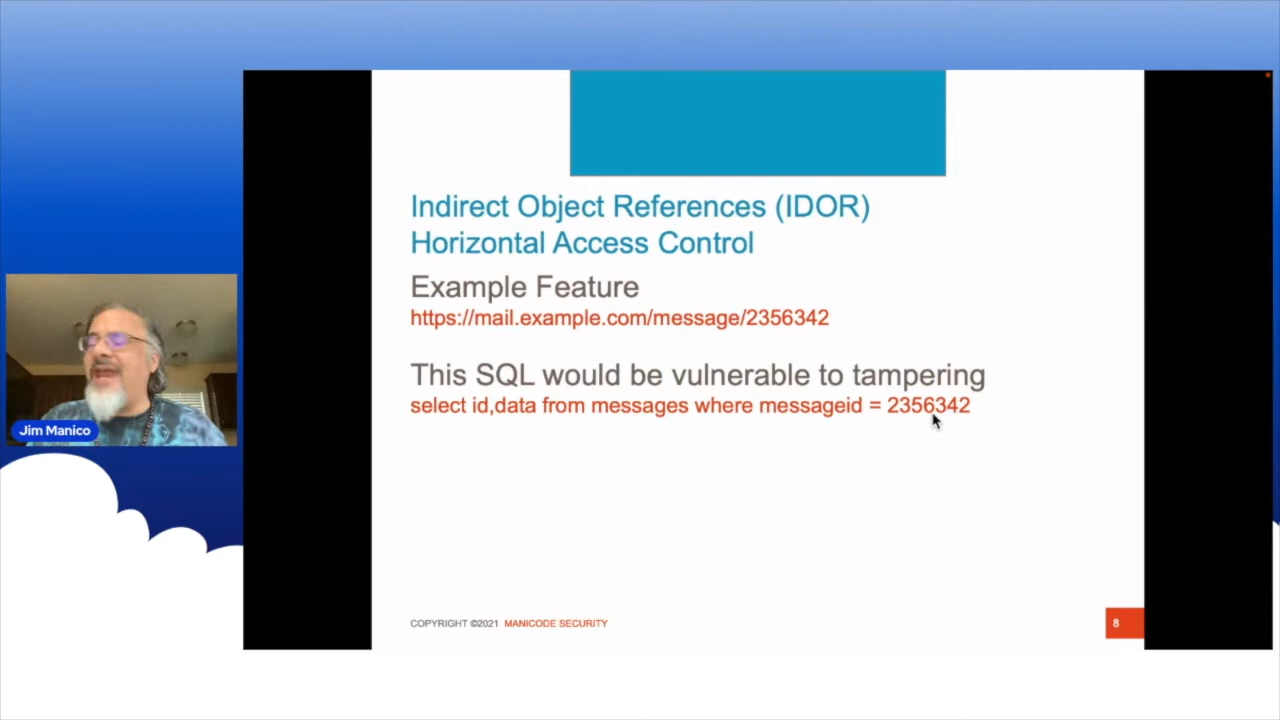 Indirect Object References (IDOR)
Horizontal Access Control
Example Feature
https://mail.example.com/message/2356342
This SQL would be vulnerable to tampering
select id,data from messages where messageid = 2356342
Jim Manico
COPYRIGHT ©2021 MANICODE SECURITY
8